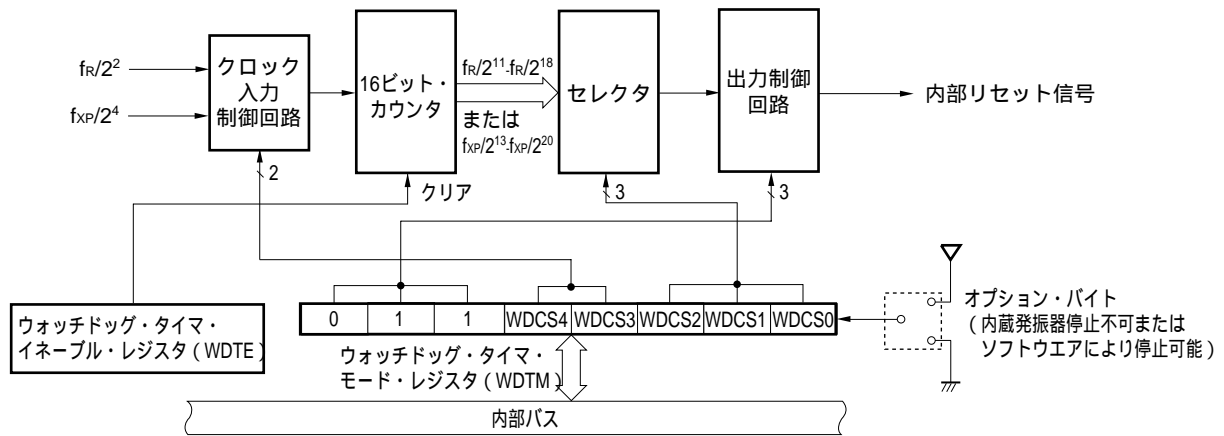 fR/2²
fXP/2⁴
クロック
入力
制御回路
2
16ビット・
カウンタ
クリア
fR/2¹¹-fR/2¹⁸
または
fXP/2¹³-fXP/2²⁰
セレクタ
3
出力制御
回路
3
内部リセット信号
ウォッチドッグ・タイマ・
イネーブル・レジスタ(WDTE)
0 1 1 WDCS4 WDCS3 WDCS2 WDCS1 WDCS0
ウォッチドッグ・タイマ・
モード・レジスタ(WDTM)
オプション・バイト
(内蔵発振器停止不可または
ソフトウエアにより停止可能)
内部バス